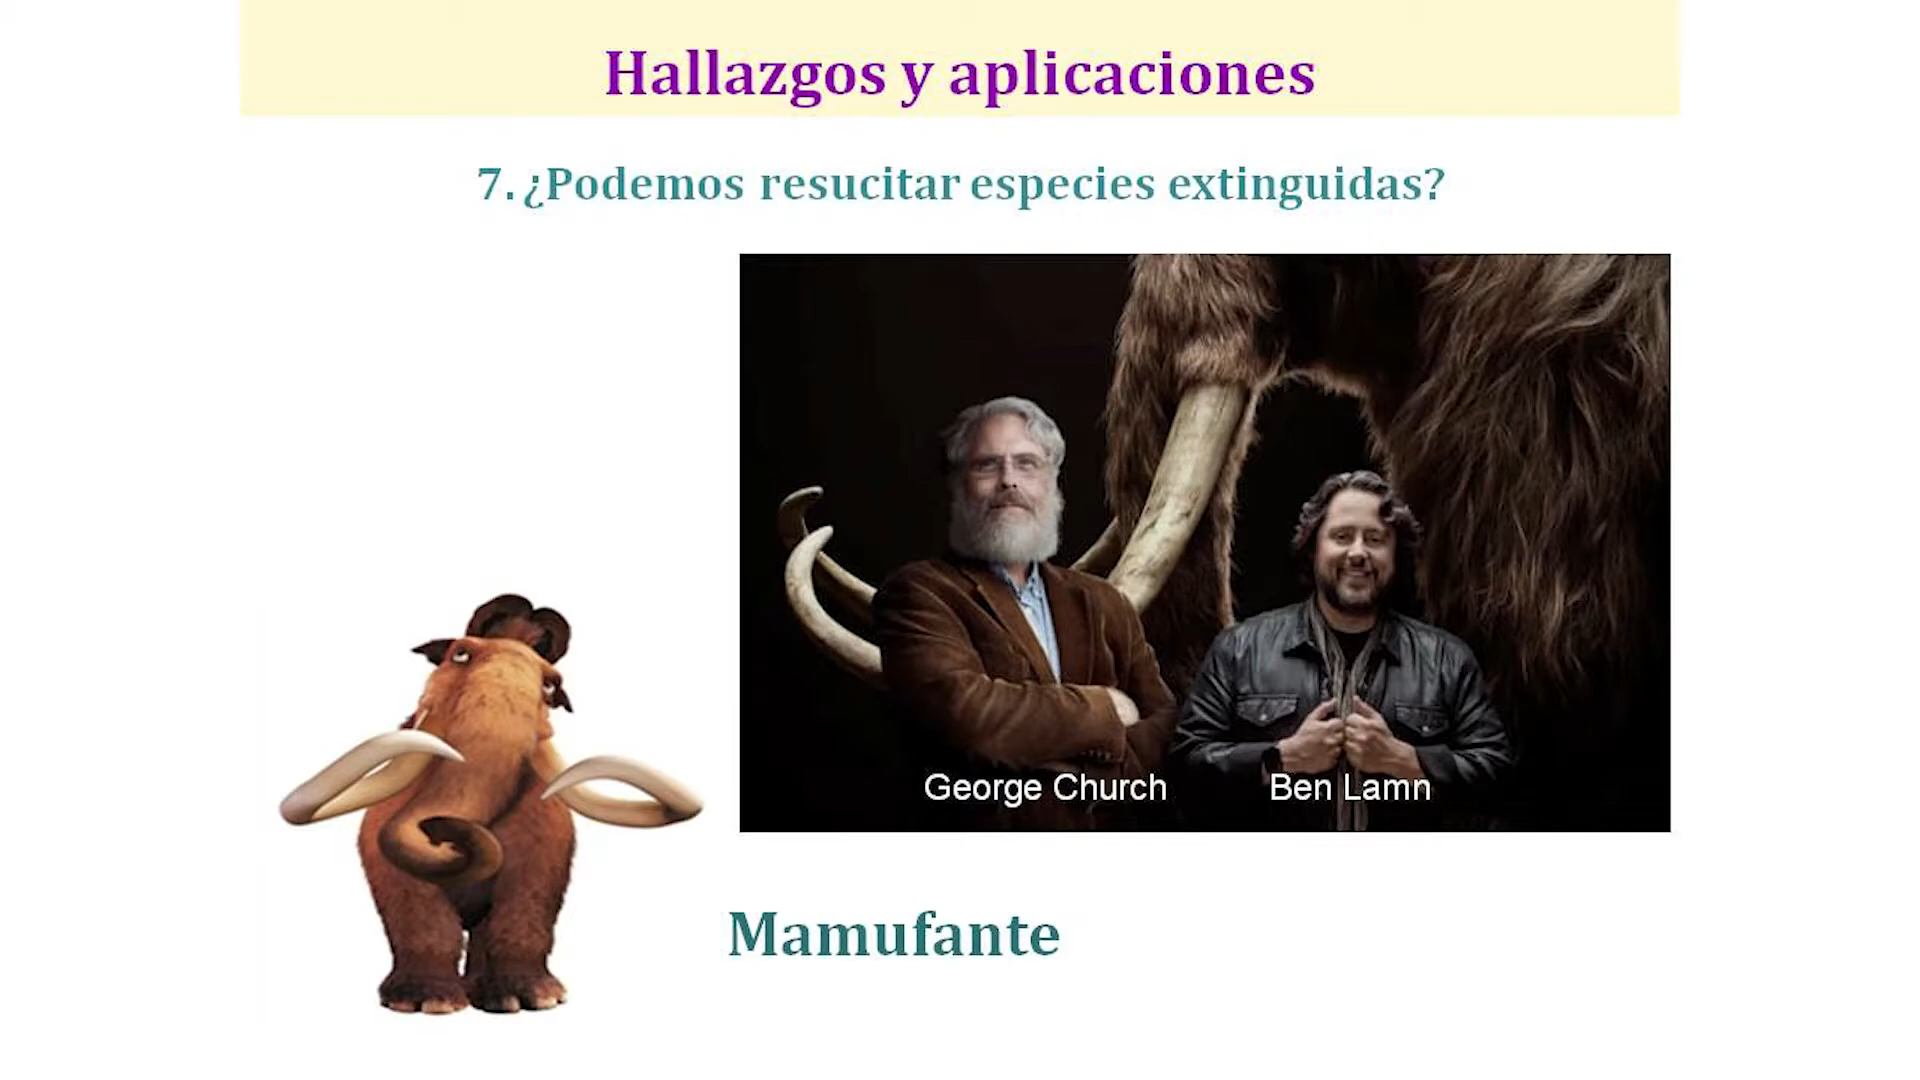 Hallazgos y aplicaciones
7. ¿Podemos resucitar especies extinguidas?
George Church
Ben Lamn
Mamufante